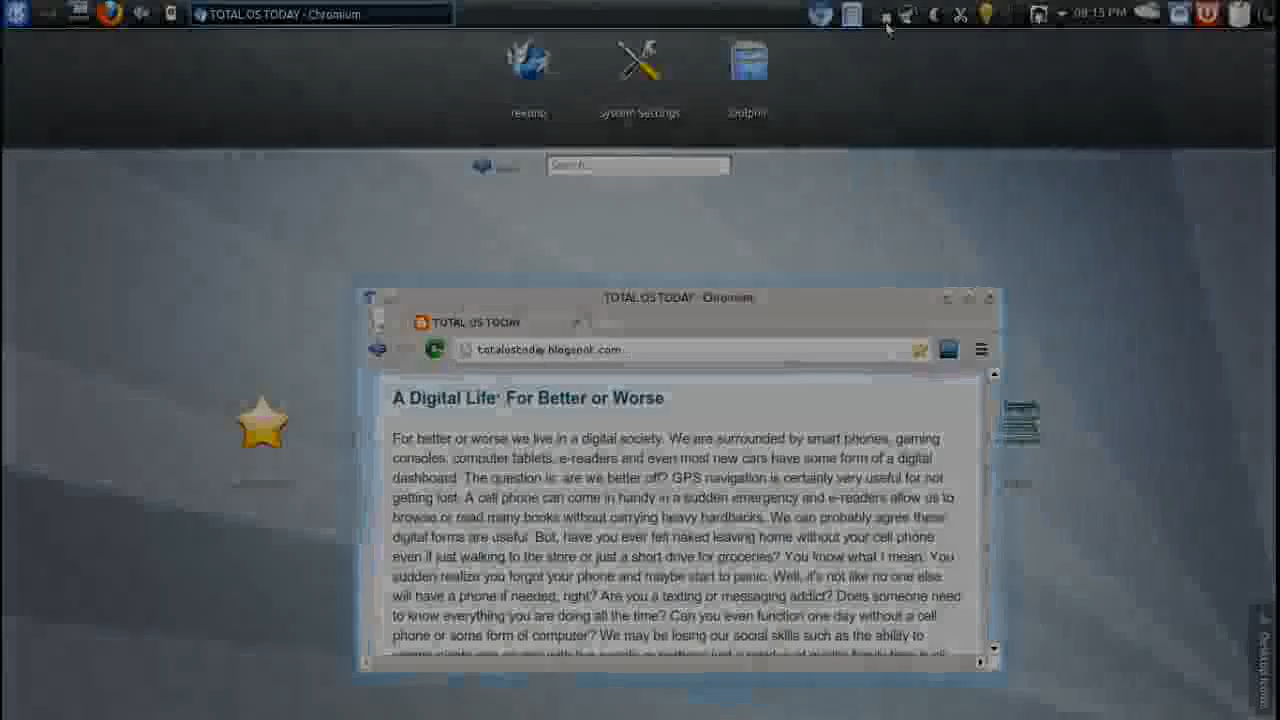 TOTAL OS TODAY - Chromium
08:15 PM
System Settings
Dolphin
Search...
TOTAL OS TODAY - Chromium
TOTAL OS TODAY
totalostoday.blogspot.com
A Digital Life: For Better or Worse
For better or worse we live in a digital society. We are surrounded by smart phones, gaming
consoles, computer tablets, e-readers and even most new cars have some form of a digital
dashboard. The question is: are we better off? GPS navigation is certainly very useful for not
getting lost. A cell phone can come in handy in a sudden emergency and e-readers allow us to
browse or read many books without carrying heavy hardbacks. We can probably agree these
digital forms are useful. But, have you ever felt naked leaving home without your cell phone
even if just walking to the store or just a short drive for groceries? You know what I mean. You
sudden realize you forgot your phone and maybe start to panic. Well, it's not like no one else
will have a phone if needed, right? Are you a texting or messaging addict? Does someone need
to know everything you are doing all the time? Can you even function one day without a cell
phone or some form of computer? We may be losing our social skills such as the ability to
Desktop Icons